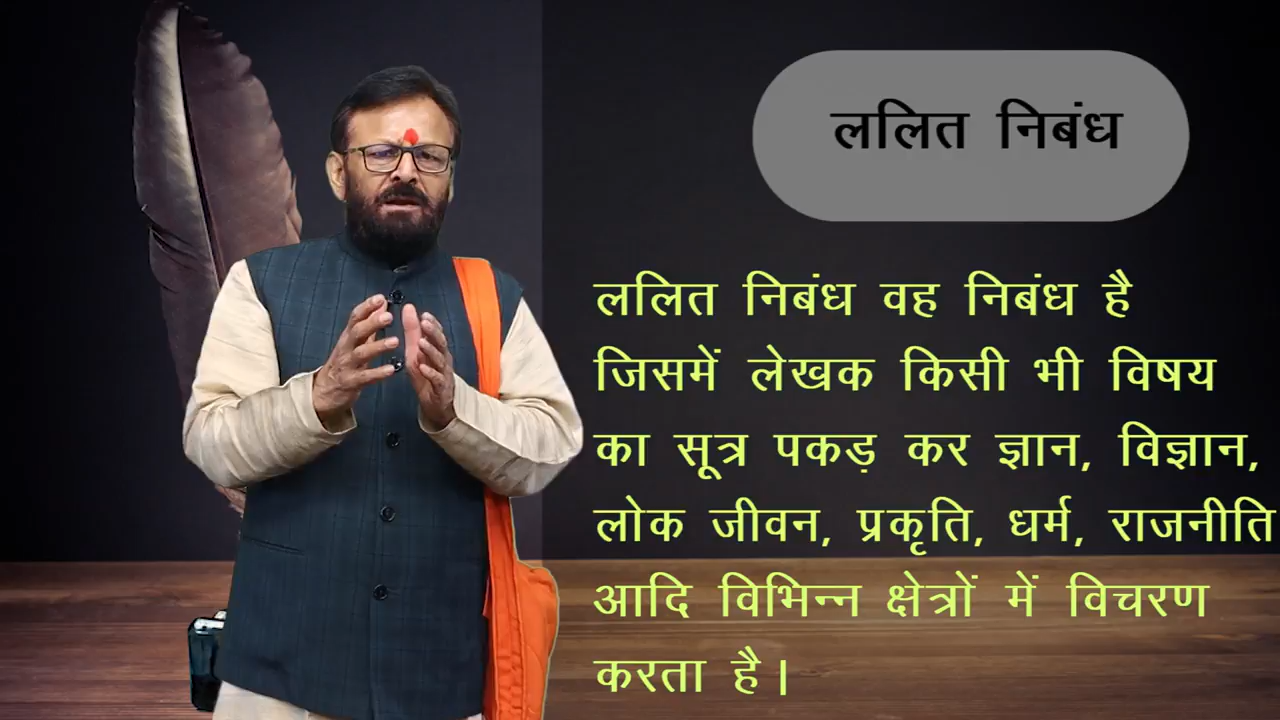 ललित निबंध
ललित निबंध वह निबंध है
जिसमें लेखक किसी भी विषय
का सूत्र पकड़ कर ज्ञान, विज्ञान,
लोक जीवन, प्रकृति, धर्म, राजनीति
आदि विभिन्न क्षेत्रों में विचरण
करता है।